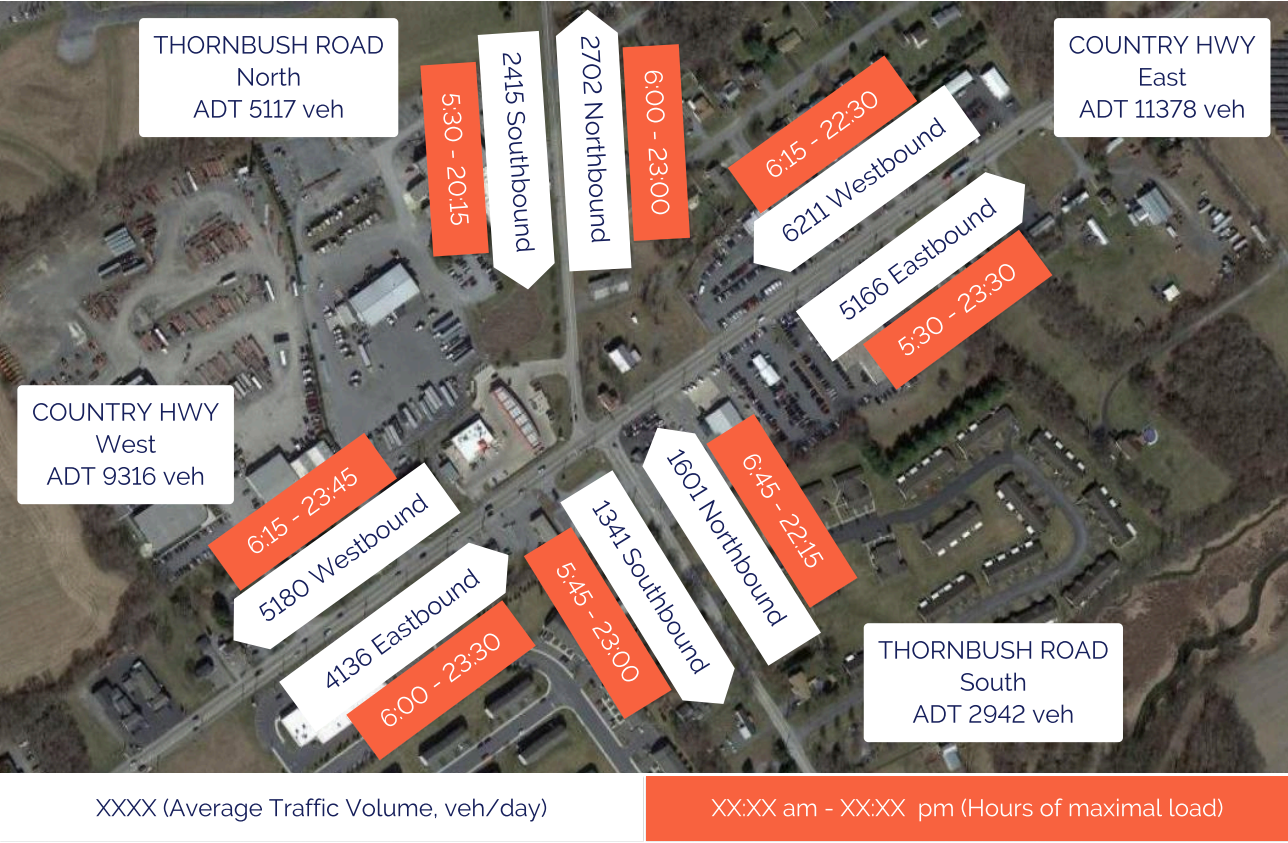 THORNBUSH ROAD
North
ADT 5117 veh
5:30 - 20:15
2415 Southbound
2702 Northbound
6:00 - 23:00
6:15 - 22:30
6211 Westbound
COUNTRY HWY
East
ADT 11378 veh
5166 Eastbound
5:30 - 23:30
COUNTRY HWY
West
ADT 9316 veh
6:15 - 23:45
5180 Westbound
4136 Eastbound
6:00 - 23:30
5:45 - 23:00
1341 Southbound
1601 Northbound
6:45 - 22:15
THORNBUSH ROAD
South
ADT 2942 veh
XXXX (Average Traffic Volume, veh/day)
XX:XX am - XX:XX pm (Hours of maximal load)